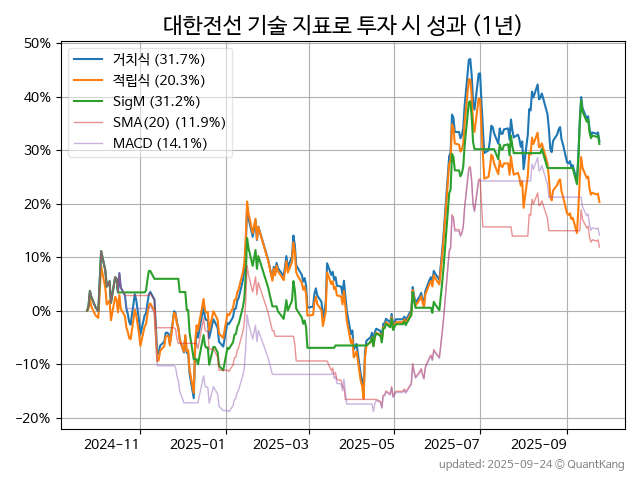 대한전선 기술 지표로 투자 시 성과 (1년)
50%
40%
30%
20%
10%
0%
−10%
−20%
거치식 (31.7%)
적립식 (20.3%)
SigM (31.2%)
SMA(20) (11.9%)
MACD (14.1%)
2024-11
2025-01
2025-03
2025-05
2025-07
2025-09
updated: 2025-09-24 © QuantKang